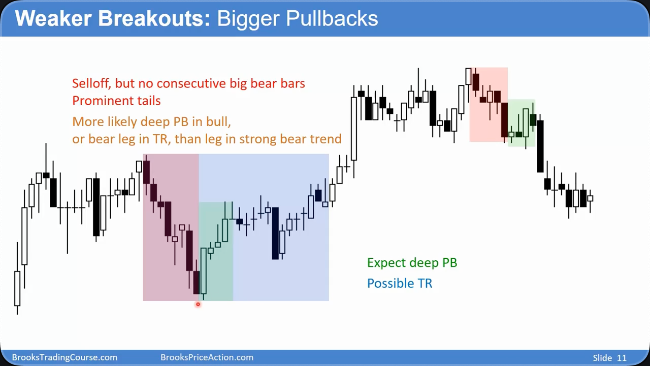 Weaker Breakouts: Bigger Pullbacks
Selloff, but no consecutive big bear bars
Prominent tails
More likely deep PB in bull,
or bear leg in TR, than leg in strong bear trend
Expect deep PB
Possible TR
BrooksTradingCourse.com
BrooksPriceAction.com
Slide 11